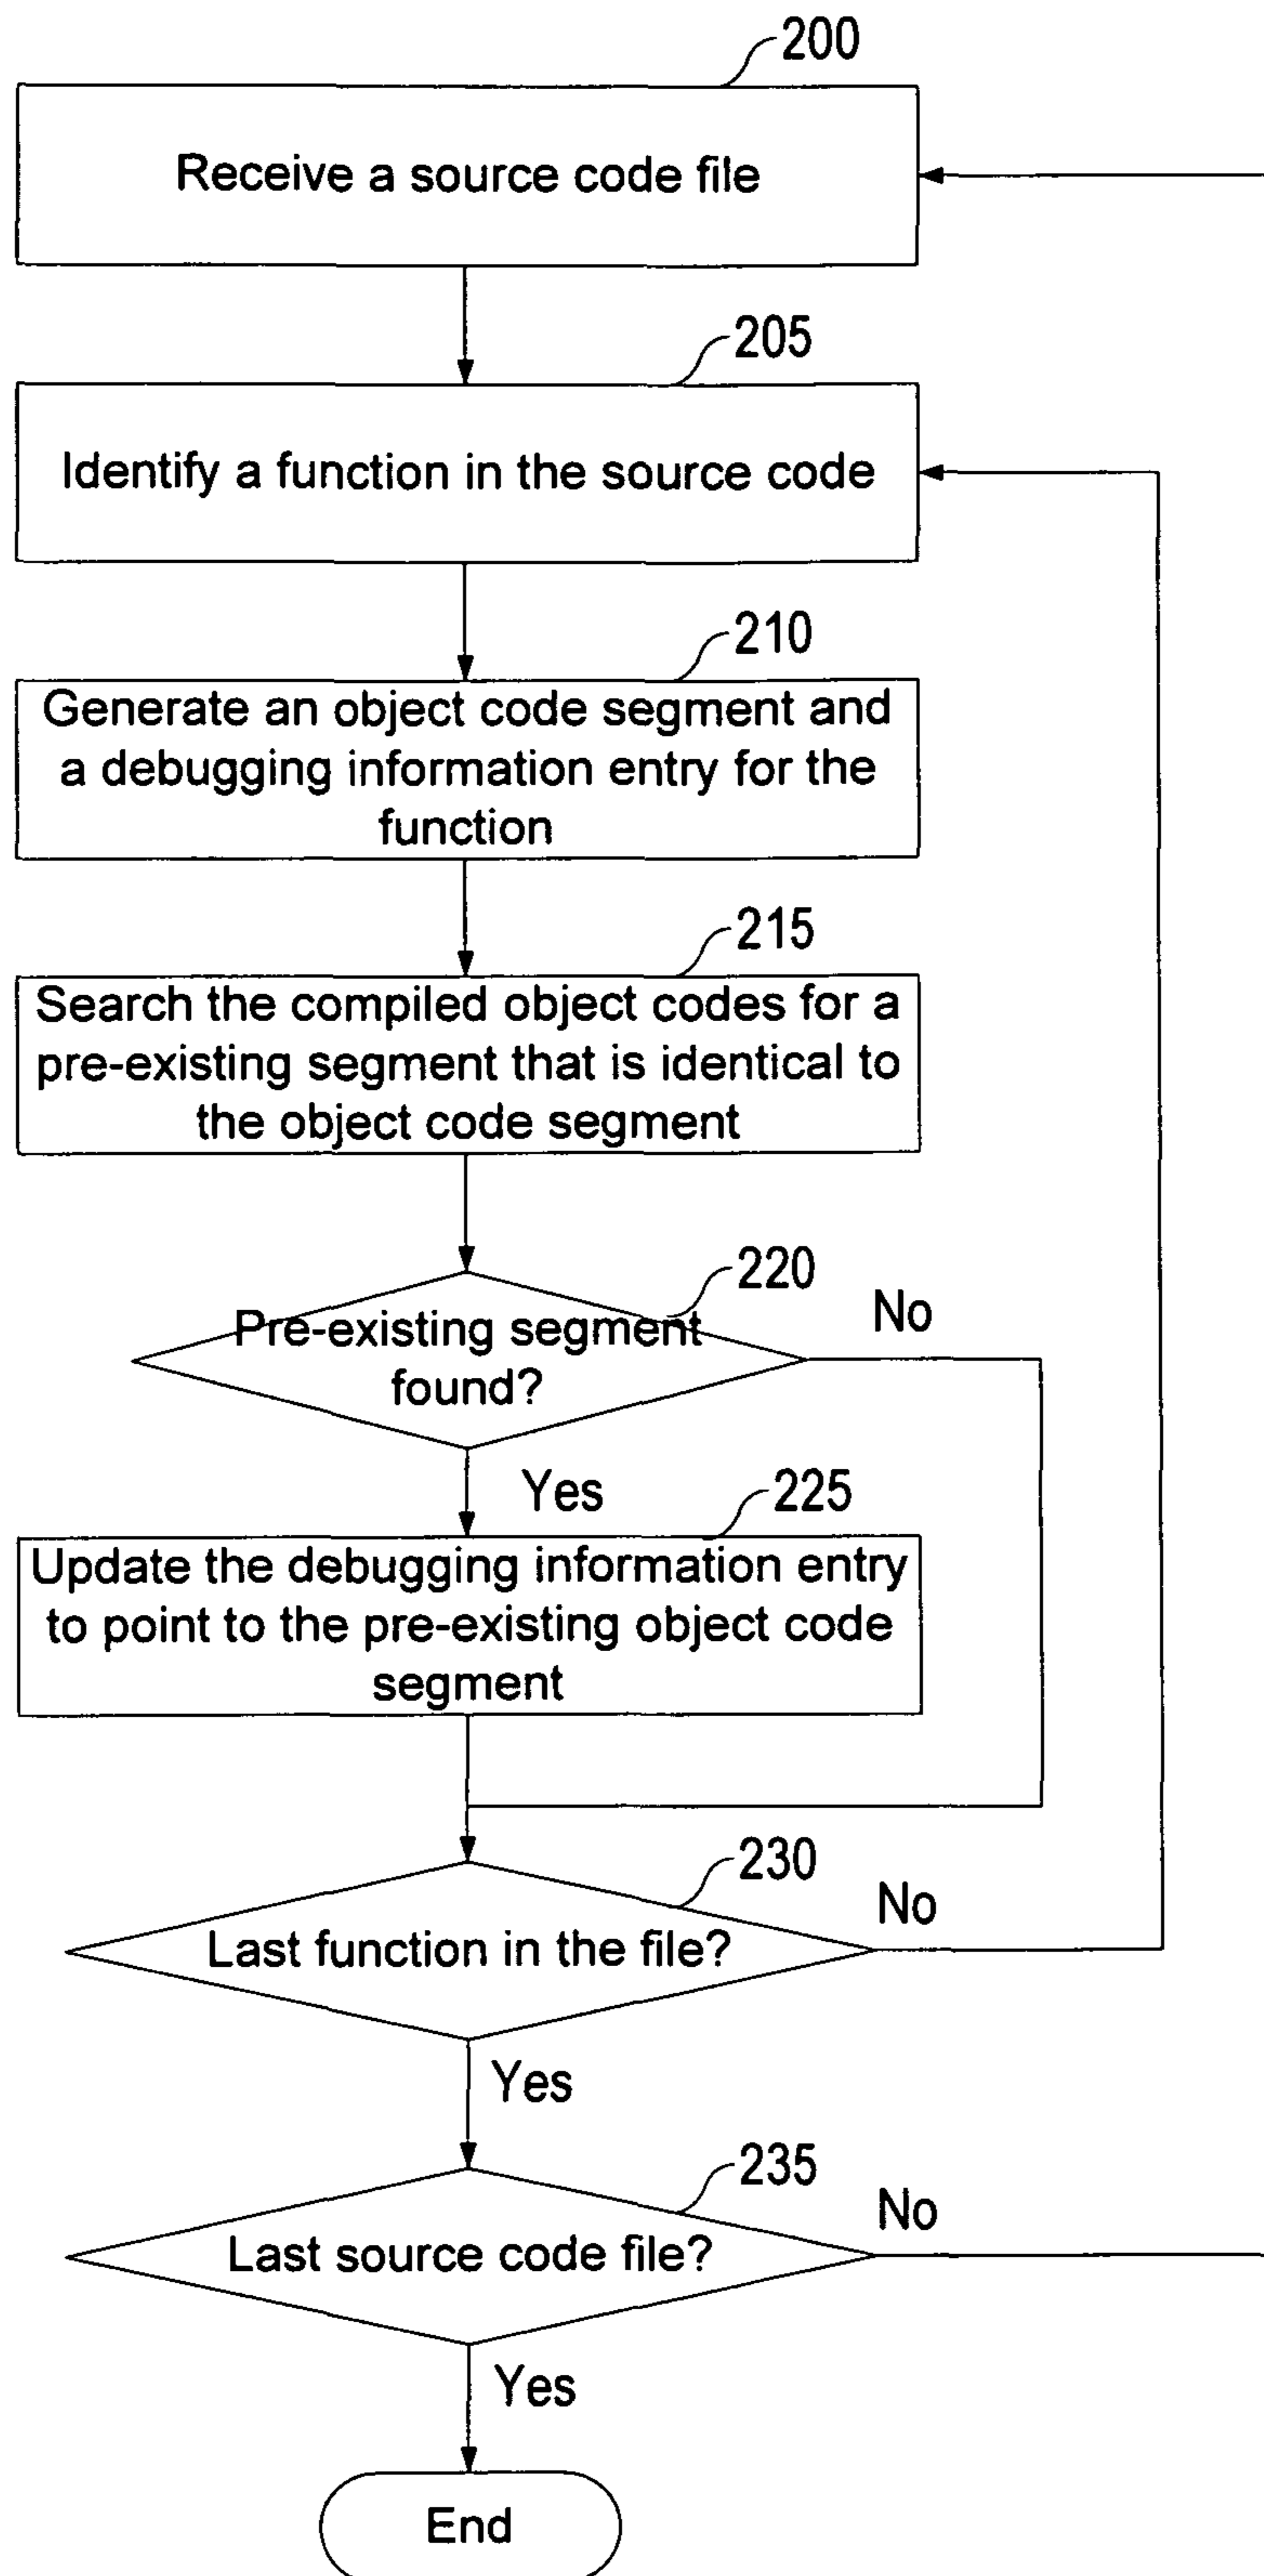 200
Receive a source code file
205
Identify a function in the source code
210
Generate an object code segment and
a debugging information entry for the
function
215
Search the compiled object codes for a
pre-existing segment that is identical to
the object code segment
220
Pre-existing segment
found?
No
Yes
225
Update the debugging information entry
to point to the pre-existing object code
segment
230
Last function in the file?
No
Yes
235
Last source code file?
No
Yes
End